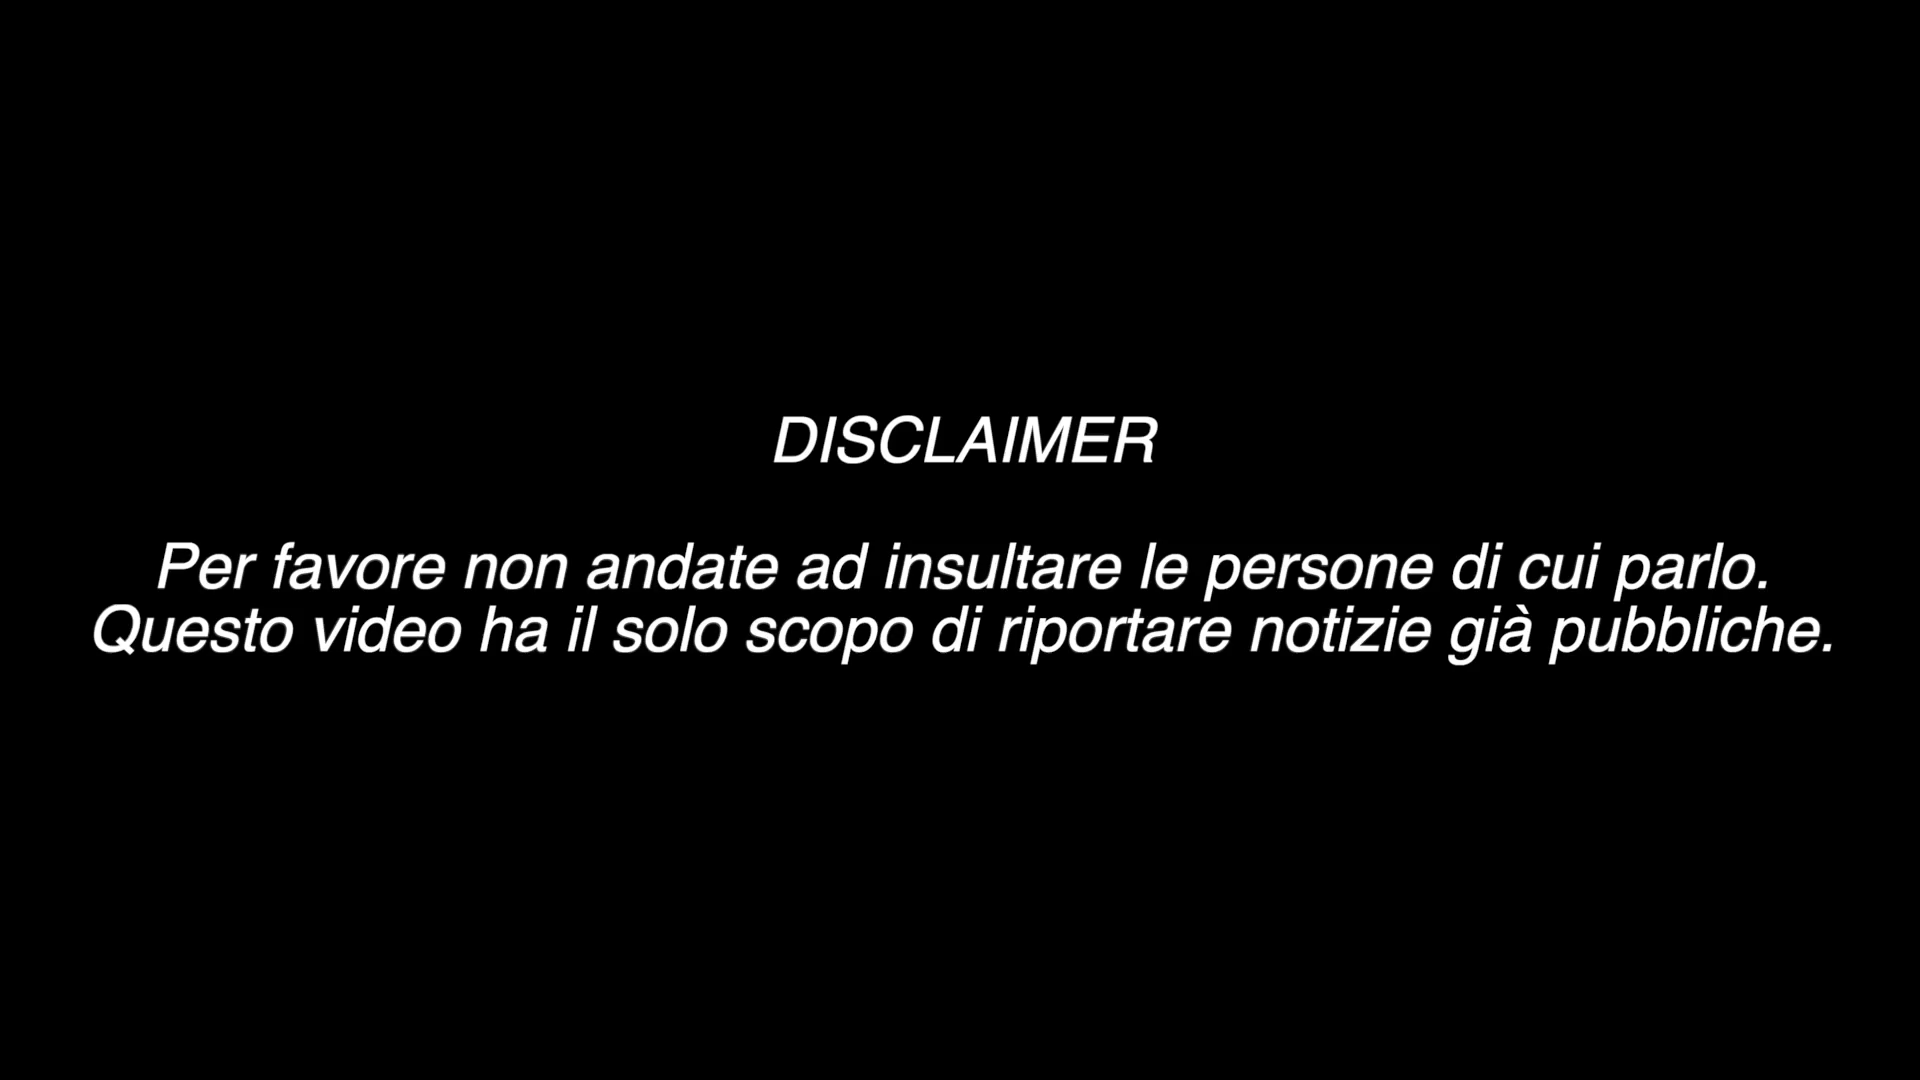 DISCLAIMER
Per favore non andate ad insultare le persone di cui parlo.
Questo video ha il solo scopo di riportare notizie già pubbliche.